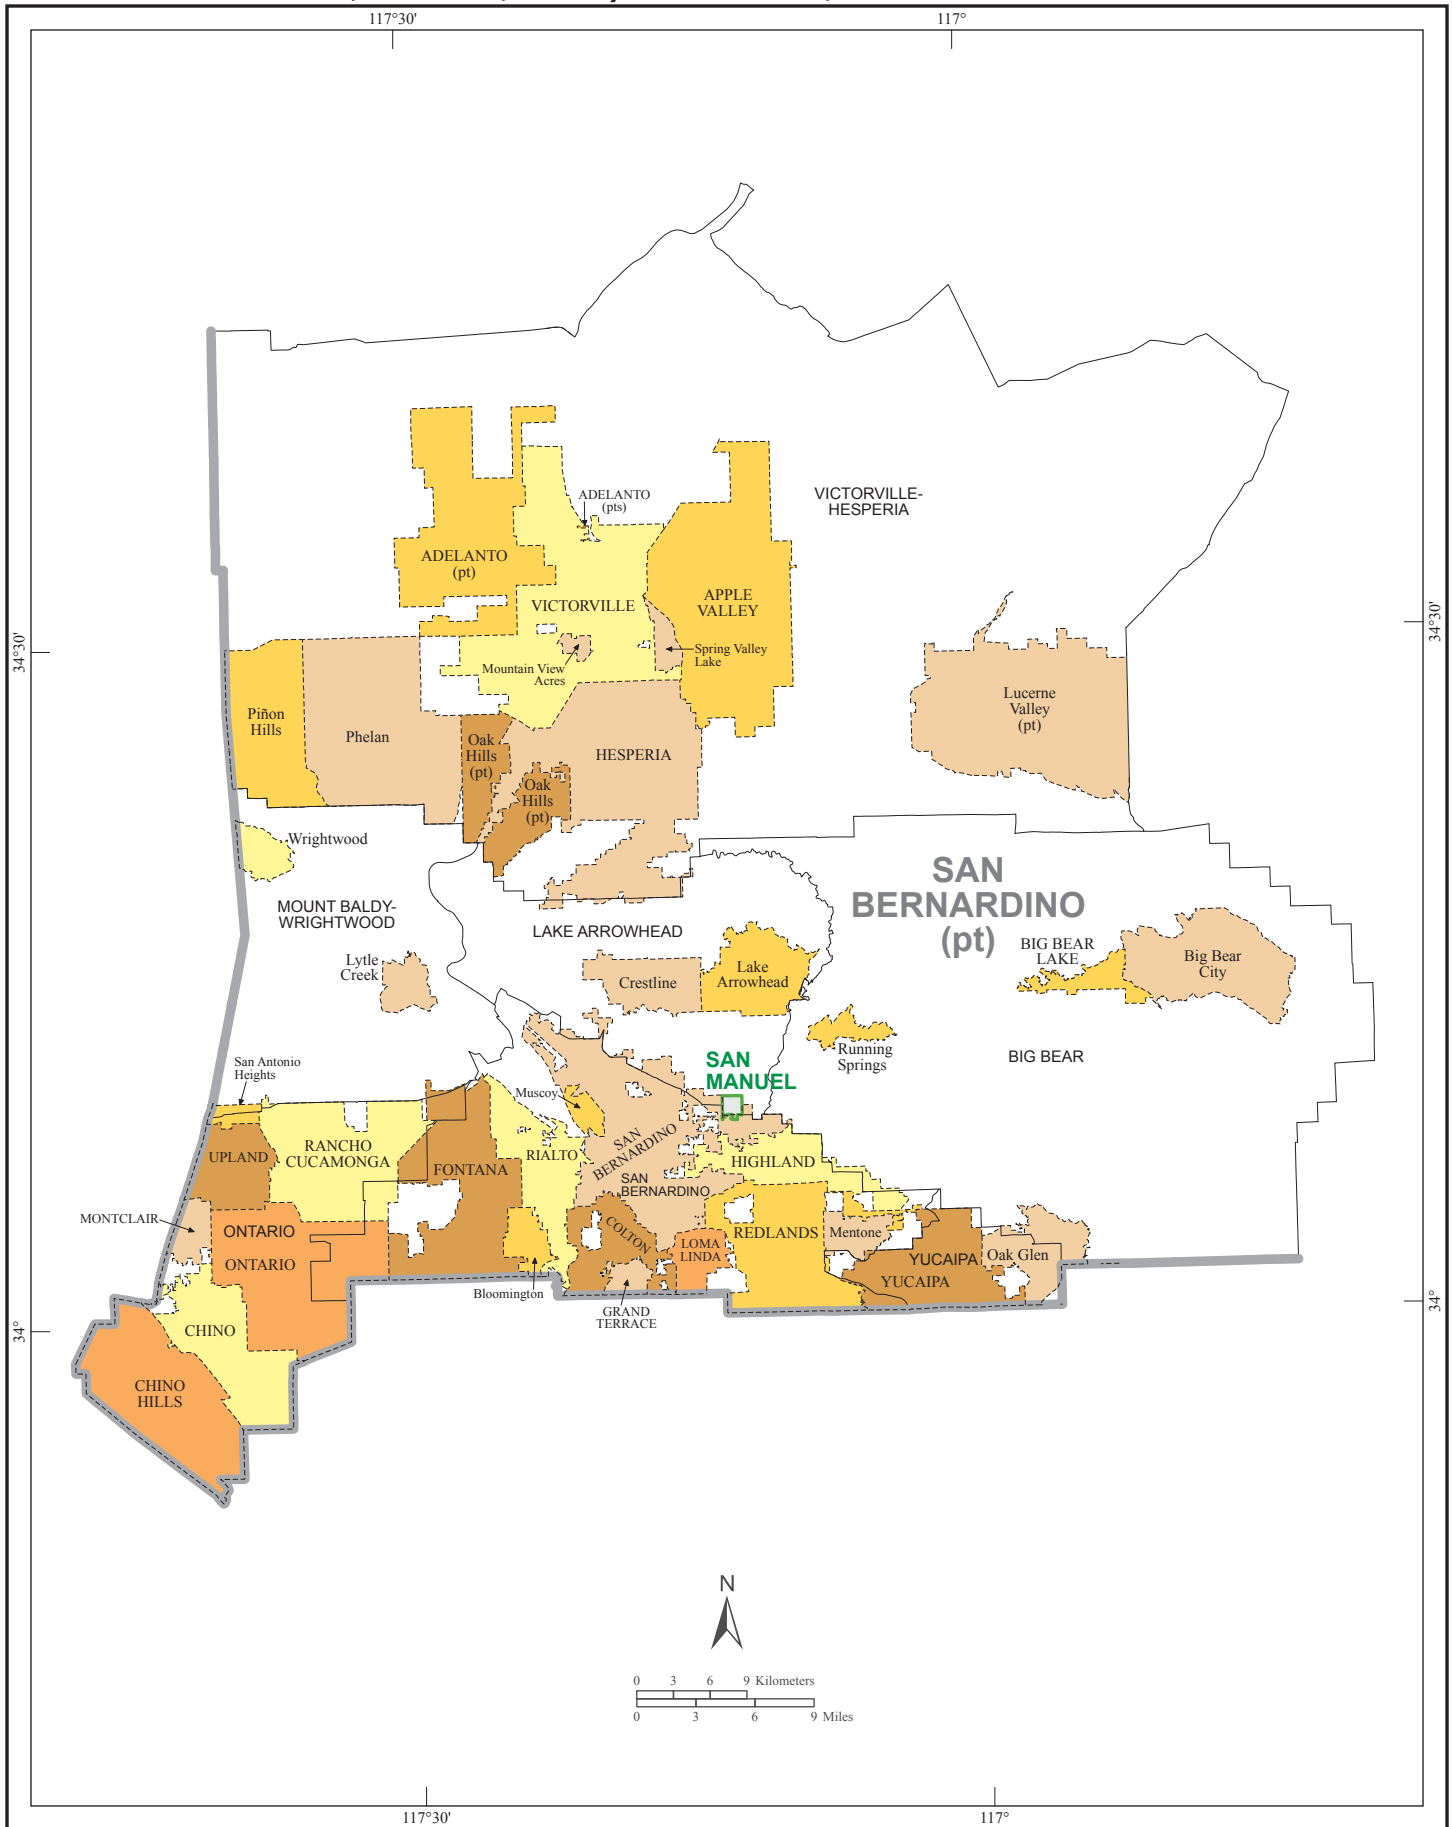 117°30'
117°
VICTORVILLE-
HESPERIA
ADELANTO
(pts)
ADELANTO
(pt)
APPLE
VALLEY
VICTORVILLE
34°30'
34°30'
Spring Valley
Lake
Mountain View
Acres
Lucerne
Valley
(pt)
Piñon
Hills
Phelan
Oak
Hills
(pt)
HESPERIA
Oak
Hills
(pt)
Wrightwood
SAN
BERNARDINO
(pt)
MOUNT BALDY-
WRIGHTWOOD
LAKE ARROWHEAD
BIG BEAR
LAKE
Big Bear
City
Lytle
Creek
Crestline
Lake
Arrowhead
Running
Springs
BIG BEAR
San Antonio
Heights
SAN
MANUEL
Muscoy
UPLAND
RANCHO
CUCAMONGA
FONTANA
RIALTO
SAN
BERNARDINO
HIGHLAND
SAN
BERNARDINO
MONTCLAIR
ONTARIO
ONTARIO
COLTON
LOMA
LINDA
REDLANDS
Mentone
YUCAIPA
YUCAIPA
Oak Glen
Bloomington
GRAND
TERRACE
34°
34°
CHINO
CHINO
HILLS
N
0 3 6 9 Kilometers
0 3 6 9 Miles
117°30'
117°